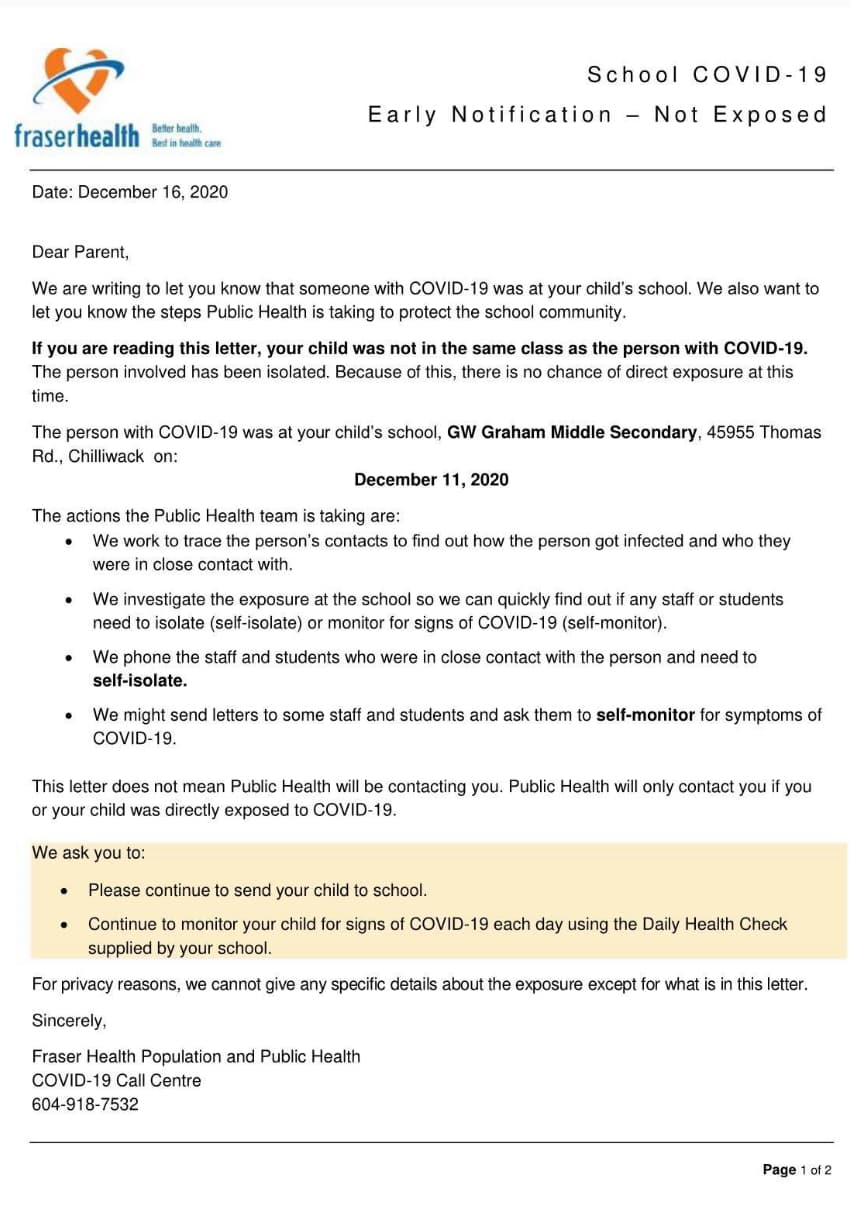 School COVID-19
Early Notification – Not Exposed
fraserhealth
Better health.
Best in health care
Date: December 16, 2020
Dear Parent,
We are writing to let you know that someone with COVID-19 was at your child's school. We also want to
let you know the steps Public Health is taking to protect the school community.
If you are reading this letter, your child was not in the same class as the person with COVID-19.
The person involved has been isolated. Because of this, there is no chance of direct exposure at this
time.
The person with COVID-19 was at your child's school, GW Graham Middle Secondary, 45955 Thomas
Rd., Chilliwack on:
December 11, 2020
The actions the Public Health team is taking are:
• We work to trace the person's contacts to find out how the person got infected and who they
were in close contact with.
• We investigate the exposure at the school so we can quickly find out if any staff or students
need to isolate (self-isolate) or monitor for signs of COVID-19 (self-monitor).
• We phone the staff and students who were in close contact with the person and need to
self-isolate.
• We might send letters to some staff and students and ask them to self-monitor for symptoms of
COVID-19.
This letter does not mean Public Health will be contacting you. Public Health will only contact you if you
or your child was directly exposed to COVID-19.
We ask you to:
• Please continue to send your child to school.
• Continue to monitor your child for signs of COVID-19 each day using the Daily Health Check
supplied by your school.
For privacy reasons, we cannot give any specific details about the exposure except for what is in this letter.
Sincerely,
Fraser Health Population and Public Health
COVID-19 Call Centre
604-918-7532
Page 1 of 2